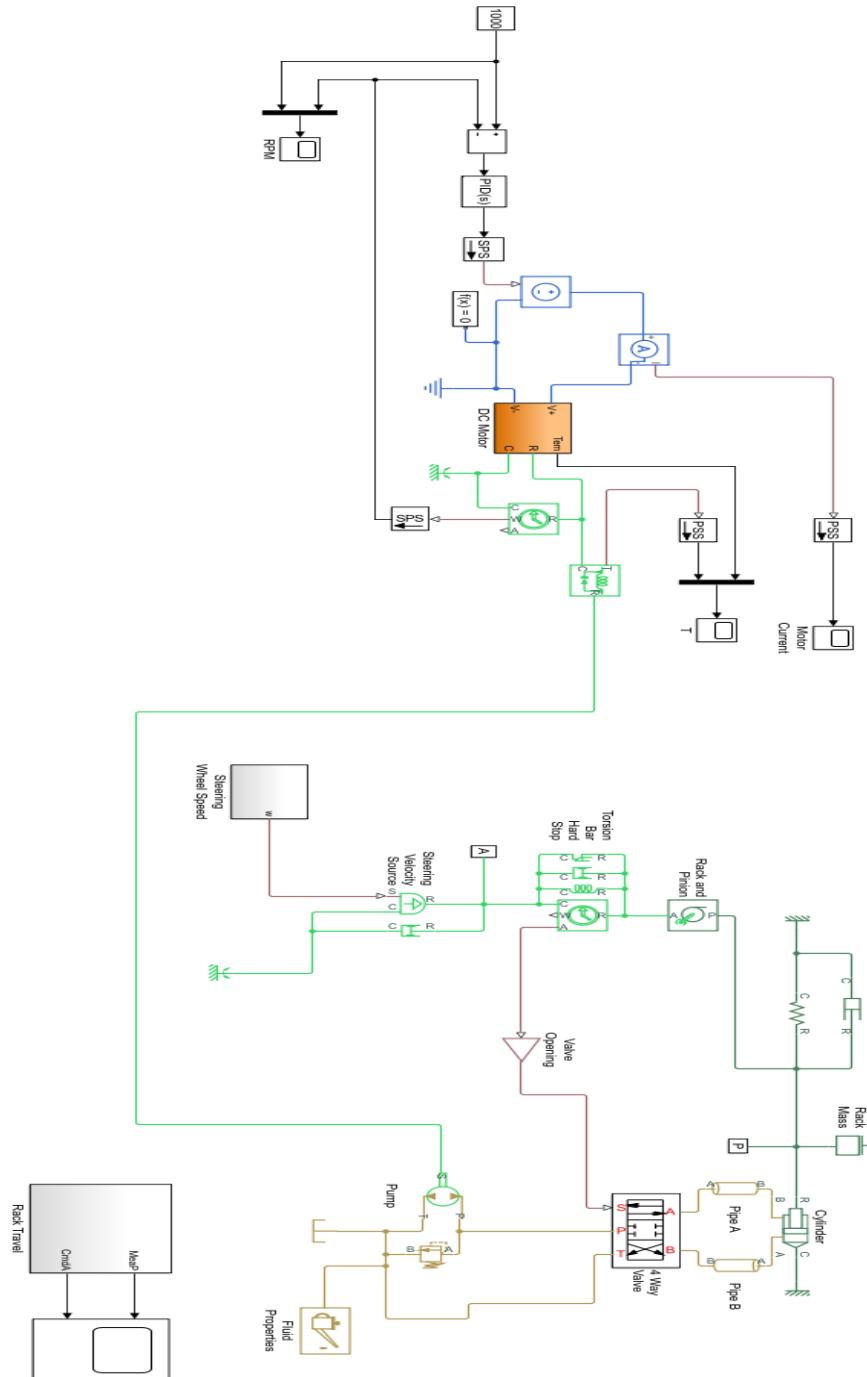 1000
RPM
+
-
PID(s)
SPS
f(x) = 0
+
-
A
+
-
I
V+
V-
Tem
R
C
DC Motor
C
W
A
R
SPS
T
C
R
PSS
PSS
T
Motor
Current
Steering
Wheel Speed
w
Steering
Velocity
Source
S
C
R
C
R
A
Torsion
Bar
Hard
Stop
C
R
C
R
C
R
C
W
A
R
Rack and
Pinion
A
P
Valve
Opening
C
R
C
R
Rack
Mass
P
Cylinder
R
B
A
C
Pipe A
A
B
Pipe B
B
A
4 Way
Valve
S
P
T
A
B
Pump
S
T
P
B
A
Fluid
Properties
Rack Travel
MeaP
CmdA